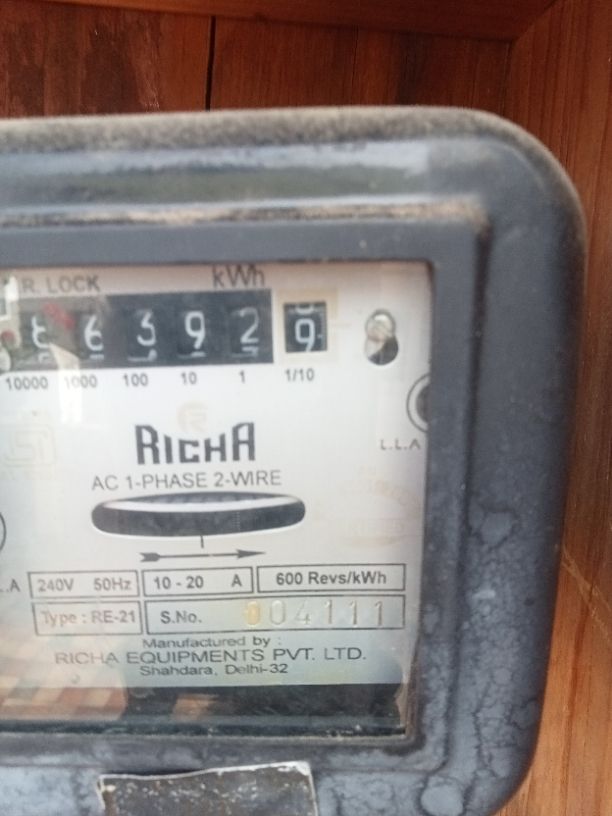 R. LOCK kWh
6 3 9 2 9
10000 1000 100 10 1 1/10
RICHA
L.L.A
AC 1-PHASE 2-WIRE
.A 240V 50Hz 10 - 20 A 600 Revs/kWh
Type : RE-21 S.No. 004111
Manufactured by :
RICHA EQUIPMENTS PVT. LTD.
Shahdara, Delhi-32